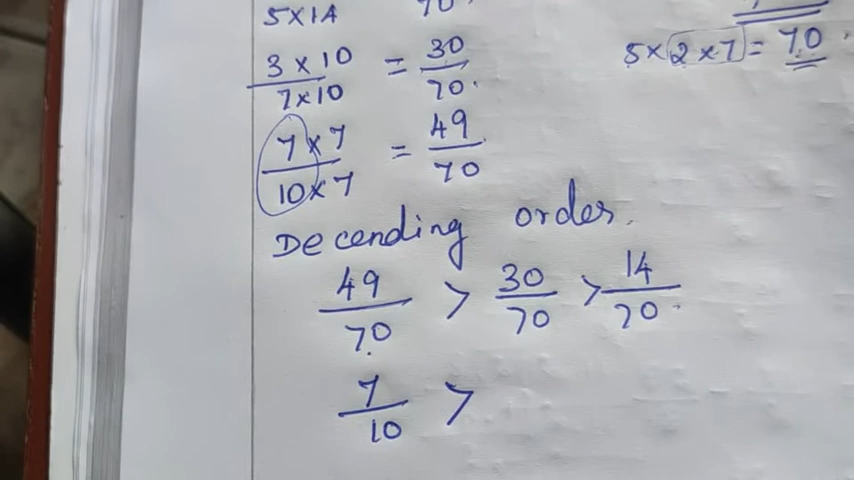 5×14 70
3 × 10 / 7×10 = 30/70.
5×2×7 = 70.
7 × 7 / 10×7 = 49/70
Decending order.
49/70 > 30/70 > 14/70.
7/10 >